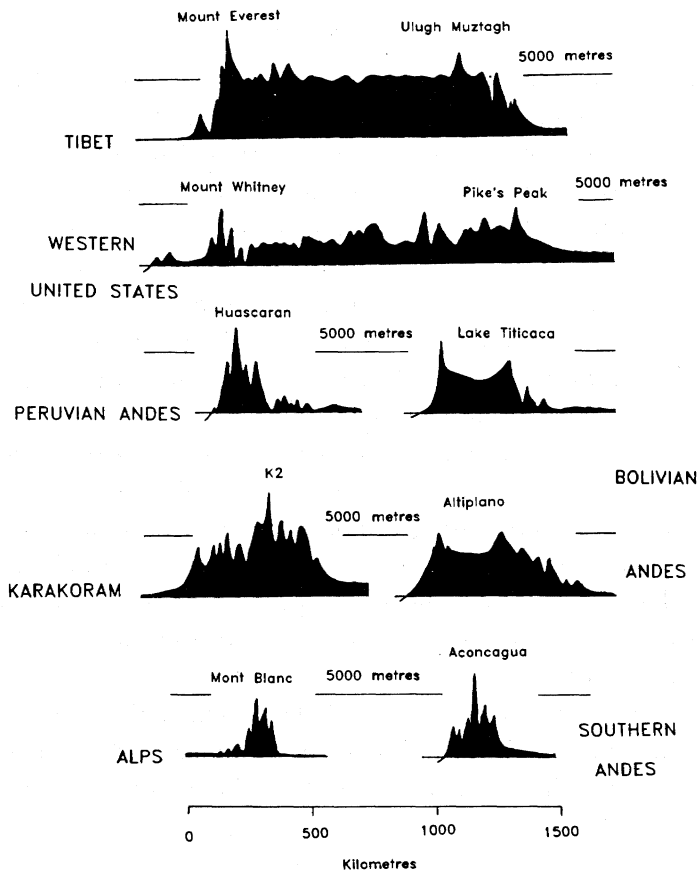 Mount Everest
Ulugh Muztagh
5000 metres
TIBET
Mount Whitney
Pike's Peak
5000 metres
WESTERN
UNITED STATES
Huascaran
5000 metres
Lake Titicaca
PERUVIAN ANDES
K2
BOLIVIAN
5000 metres
Altiplano
ANDES
KARAKORAM
Aconcagua
Mont Blanc
5000 metres
SOUTHERN
ALPS
ANDES
0
500
1000
1500
Kilometres